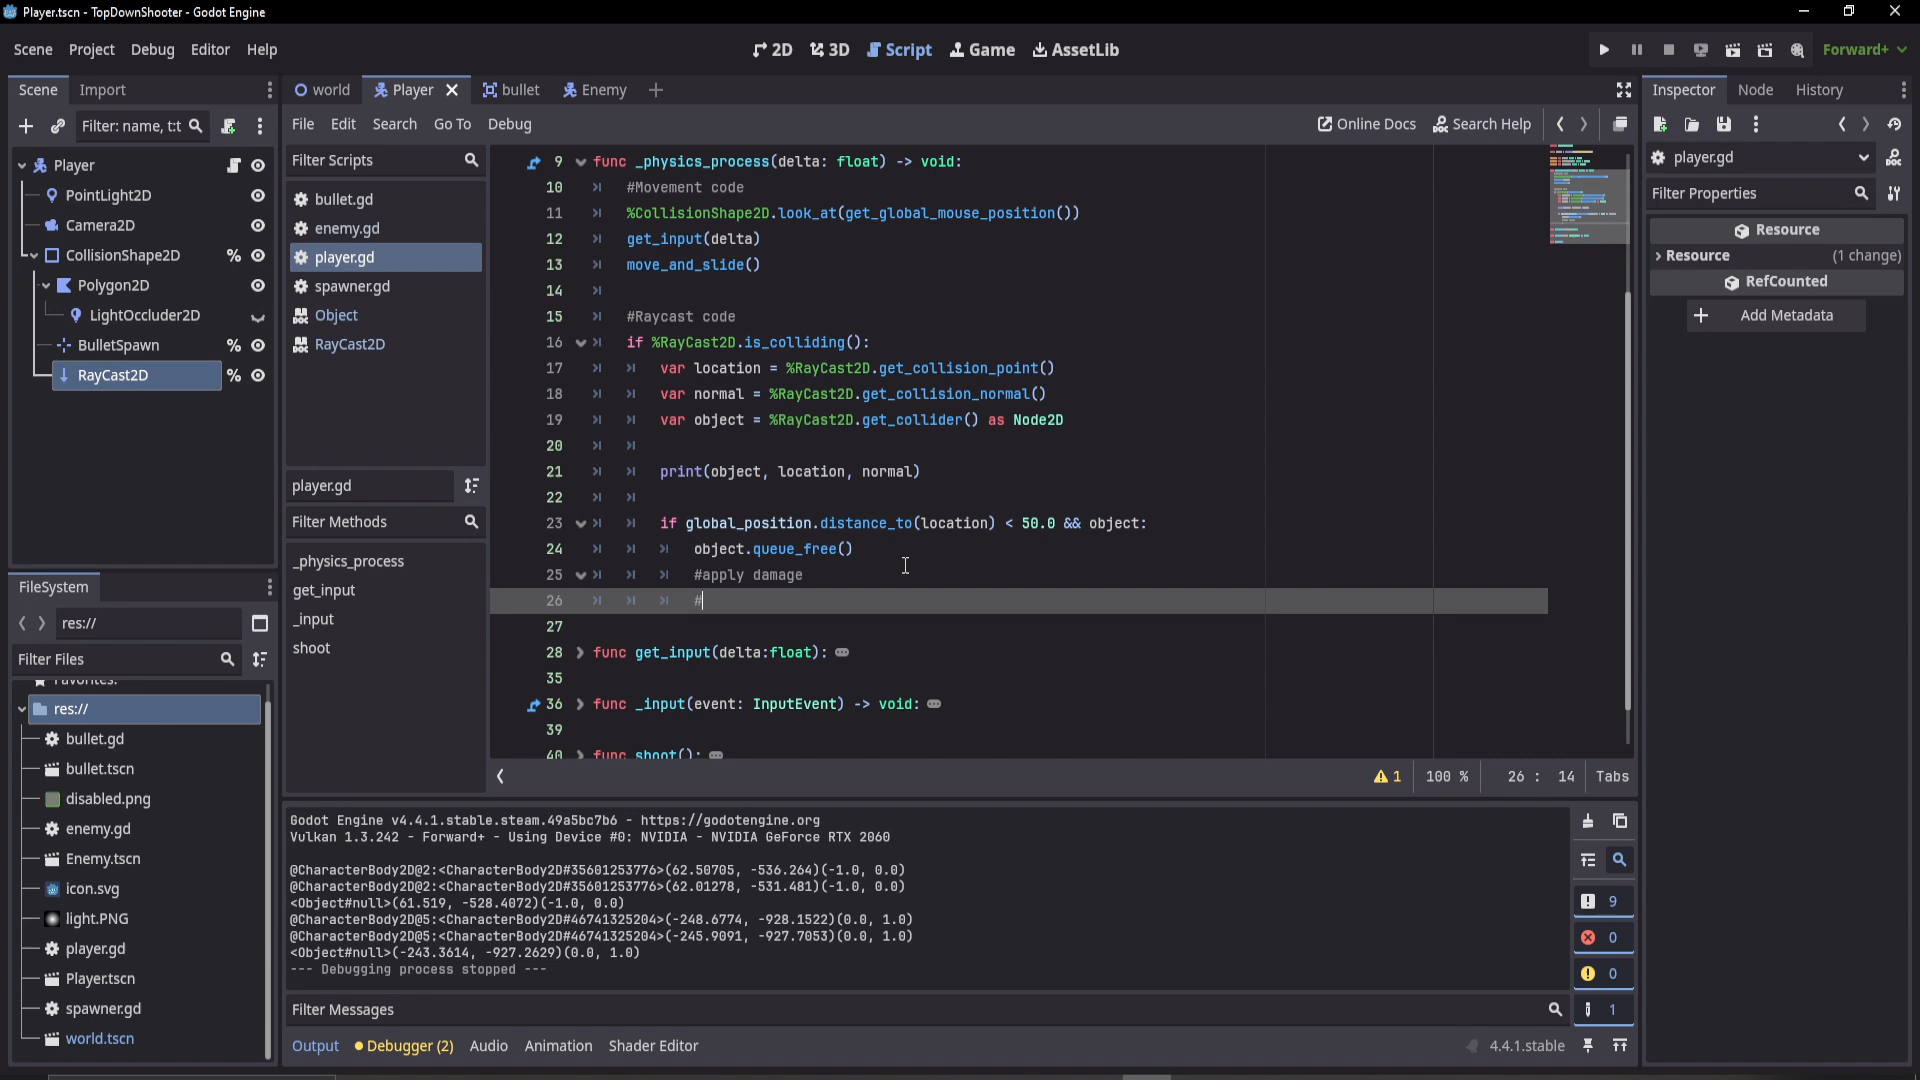 Player.tscn - TopDownShooter - Godot Engine
Scene Project Debug Editor Help
2D 3D Script Game AssetLib
Forward+
Scene Import
Filter: name, t:t
Player
PointLight2D
Camera2D
CollisionShape2D %
Polygon2D
LightOccluder2D
BulletSpawn %
RayCast2D %
FileSystem
res://
Filter Files
res://
bullet.gd
bullet.tscn
disabled.png
enemy.gd
Enemy.tscn
icon.svg
light.PNG
player.gd
Player.tscn
spawner.gd
world.tscn
world Player bullet Enemy
File Edit Search Go To Debug
Online Docs Search Help
Filter Scripts
bullet.gd
enemy.gd
player.gd
spawner.gd
Object
RayCast2D
player.gd
Filter Methods
_physics_process
get_input
_input
shoot
9 func _physics_process(delta: float) -> void:
10 #Movement code
11 %CollisionShape2D.look_at(get_global_mouse_position())
12 get_input(delta)
13 move_and_slide()
14
15 #Raycast code
16 if %RayCast2D.is_colliding():
17 var location = %RayCast2D.get_collision_point()
18 var normal = %RayCast2D.get_collision_normal()
19 var object = %RayCast2D.get_collider() as Node2D
20
21 print(object, location, normal)
22
23 if global_position.distance_to(location) < 50.0 && object:
24 object.queue_free()
25 #apply damage
26 #
27
28 func get_input(delta:float):
35
36 func _input(event: InputEvent) -> void:
39
40 func shoot():
1 100 % 26 : 14 Tabs
Godot Engine v4.4.1.stable.steam.49a5bc7b6 - https://godotengine.org
Vulkan 1.3.242 - Forward+ - Using Device #0: NVIDIA - NVIDIA GeForce RTX 2060
@CharacterBody2D@2:<CharacterBody2D#35601253776>(62.50705, -536.264)(-1.0, 0.0)
@CharacterBody2D@2:<CharacterBody2D#35601253776>(62.01278, -531.481)(-1.0, 0.0)
<Object#null>(61.519, -528.4072)(-1.0, 0.0)
@CharacterBody2D@5:<CharacterBody2D#46741325204>(-248.6774, -928.1522)(0.0, 1.0)
@CharacterBody2D@5:<CharacterBody2D#46741325204>(-245.9091, -927.7053)(0.0, 1.0)
<Object#null>(-243.3614, -927.2629)(0.0, 1.0)
--- Debugging process stopped ---
9
0
0
1
Filter Messages
Output Debugger (2) Audio Animation Shader Editor
4.4.1.stable
Inspector Node History
player.gd
Filter Properties
Resource
Resource (1 change)
RefCounted
Add Metadata